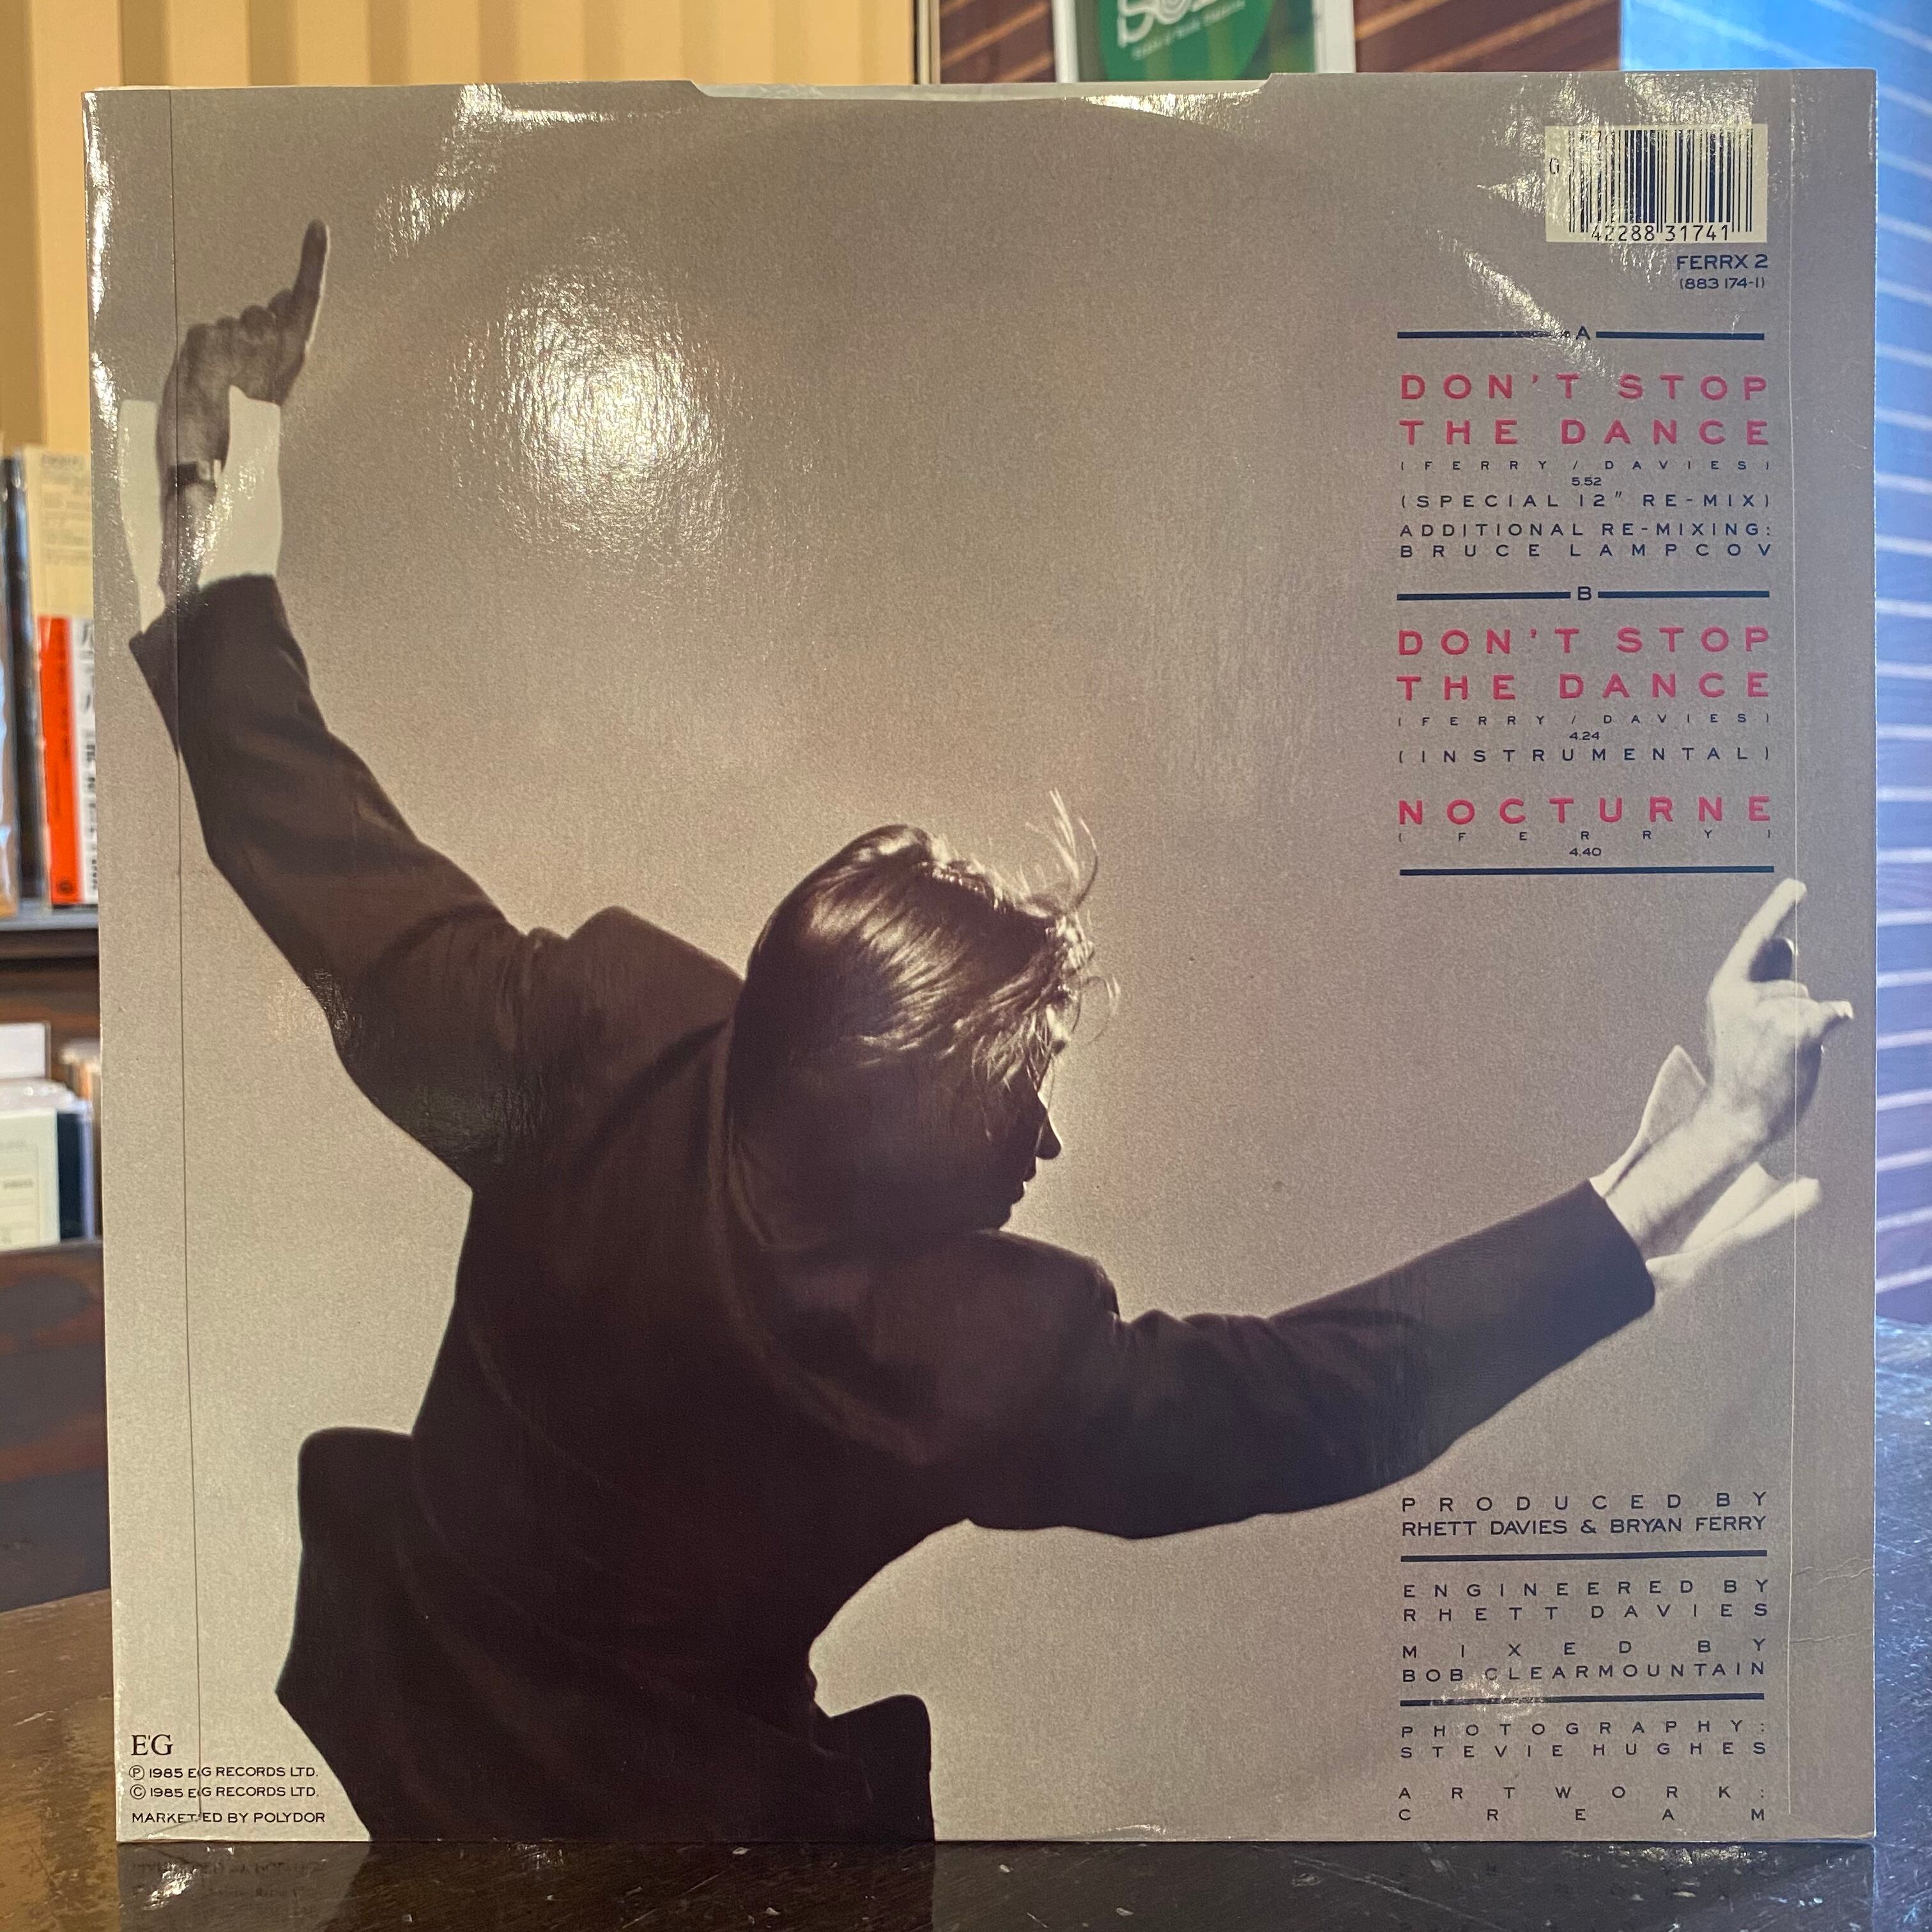 42288 31741
FERRX 2
(883 174-1)
A
DON'T STOP
THE DANCE
(FERRY / DAVIES)
5.52
(SPECIAL 12" RE-MIX)
ADDITIONAL RE-MIXING:
BRUCE LAMPCOV
B
DON'T STOP
THE DANCE
(FERRY / DAVIES)
4.24
(INSTRUMENTAL)
NOCTURNE
(FERRY)
4.40
PRODUCED BY
RHETT DAVIES & BRYAN FERRY
ENGINEERED BY
RHETT DAVIES
MIXED BY
BOB CLEARMOUNTAIN
PHOTOGRAPHY:
STEVIE HUGHES
ARTWORK:
CREAM
E'G
℗ 1985 E'G RECORDS LTD.
© 1985 E'G RECORDS LTD.
MARKETED BY POLYDOR